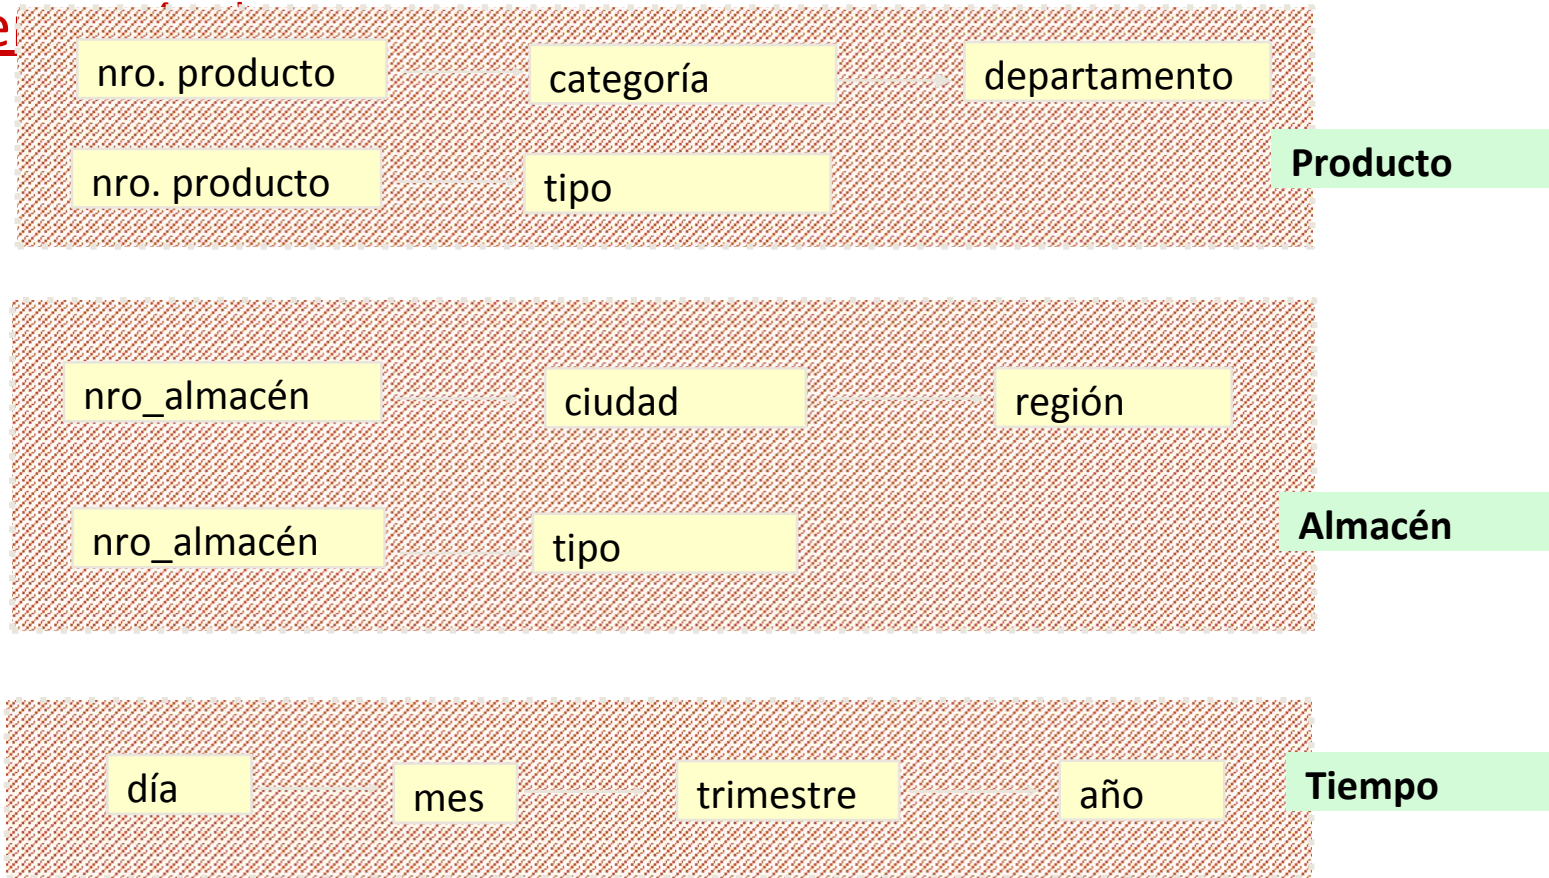 nro. producto
categoría
departamento
Producto
nro. producto
tipo
nro_almacén
ciudad
región
Almacén
nro_almacén
tipo
día
mes
trimestre
año
Tiempo